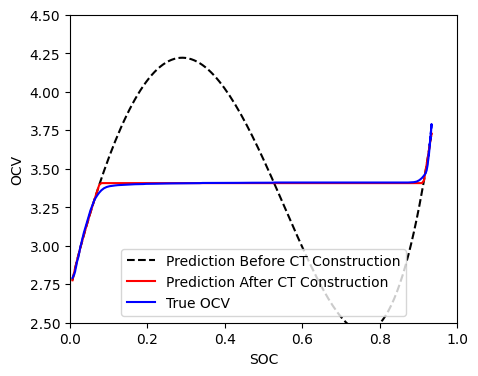 4.50
4.25
4.00
3.75
3.50
3.25
3.00
2.75
2.50
OCV
Prediction Before CT Construction
Prediction After CT Construction
True OCV
0.0 0.2 0.4 0.6 0.8 1.0
SOC